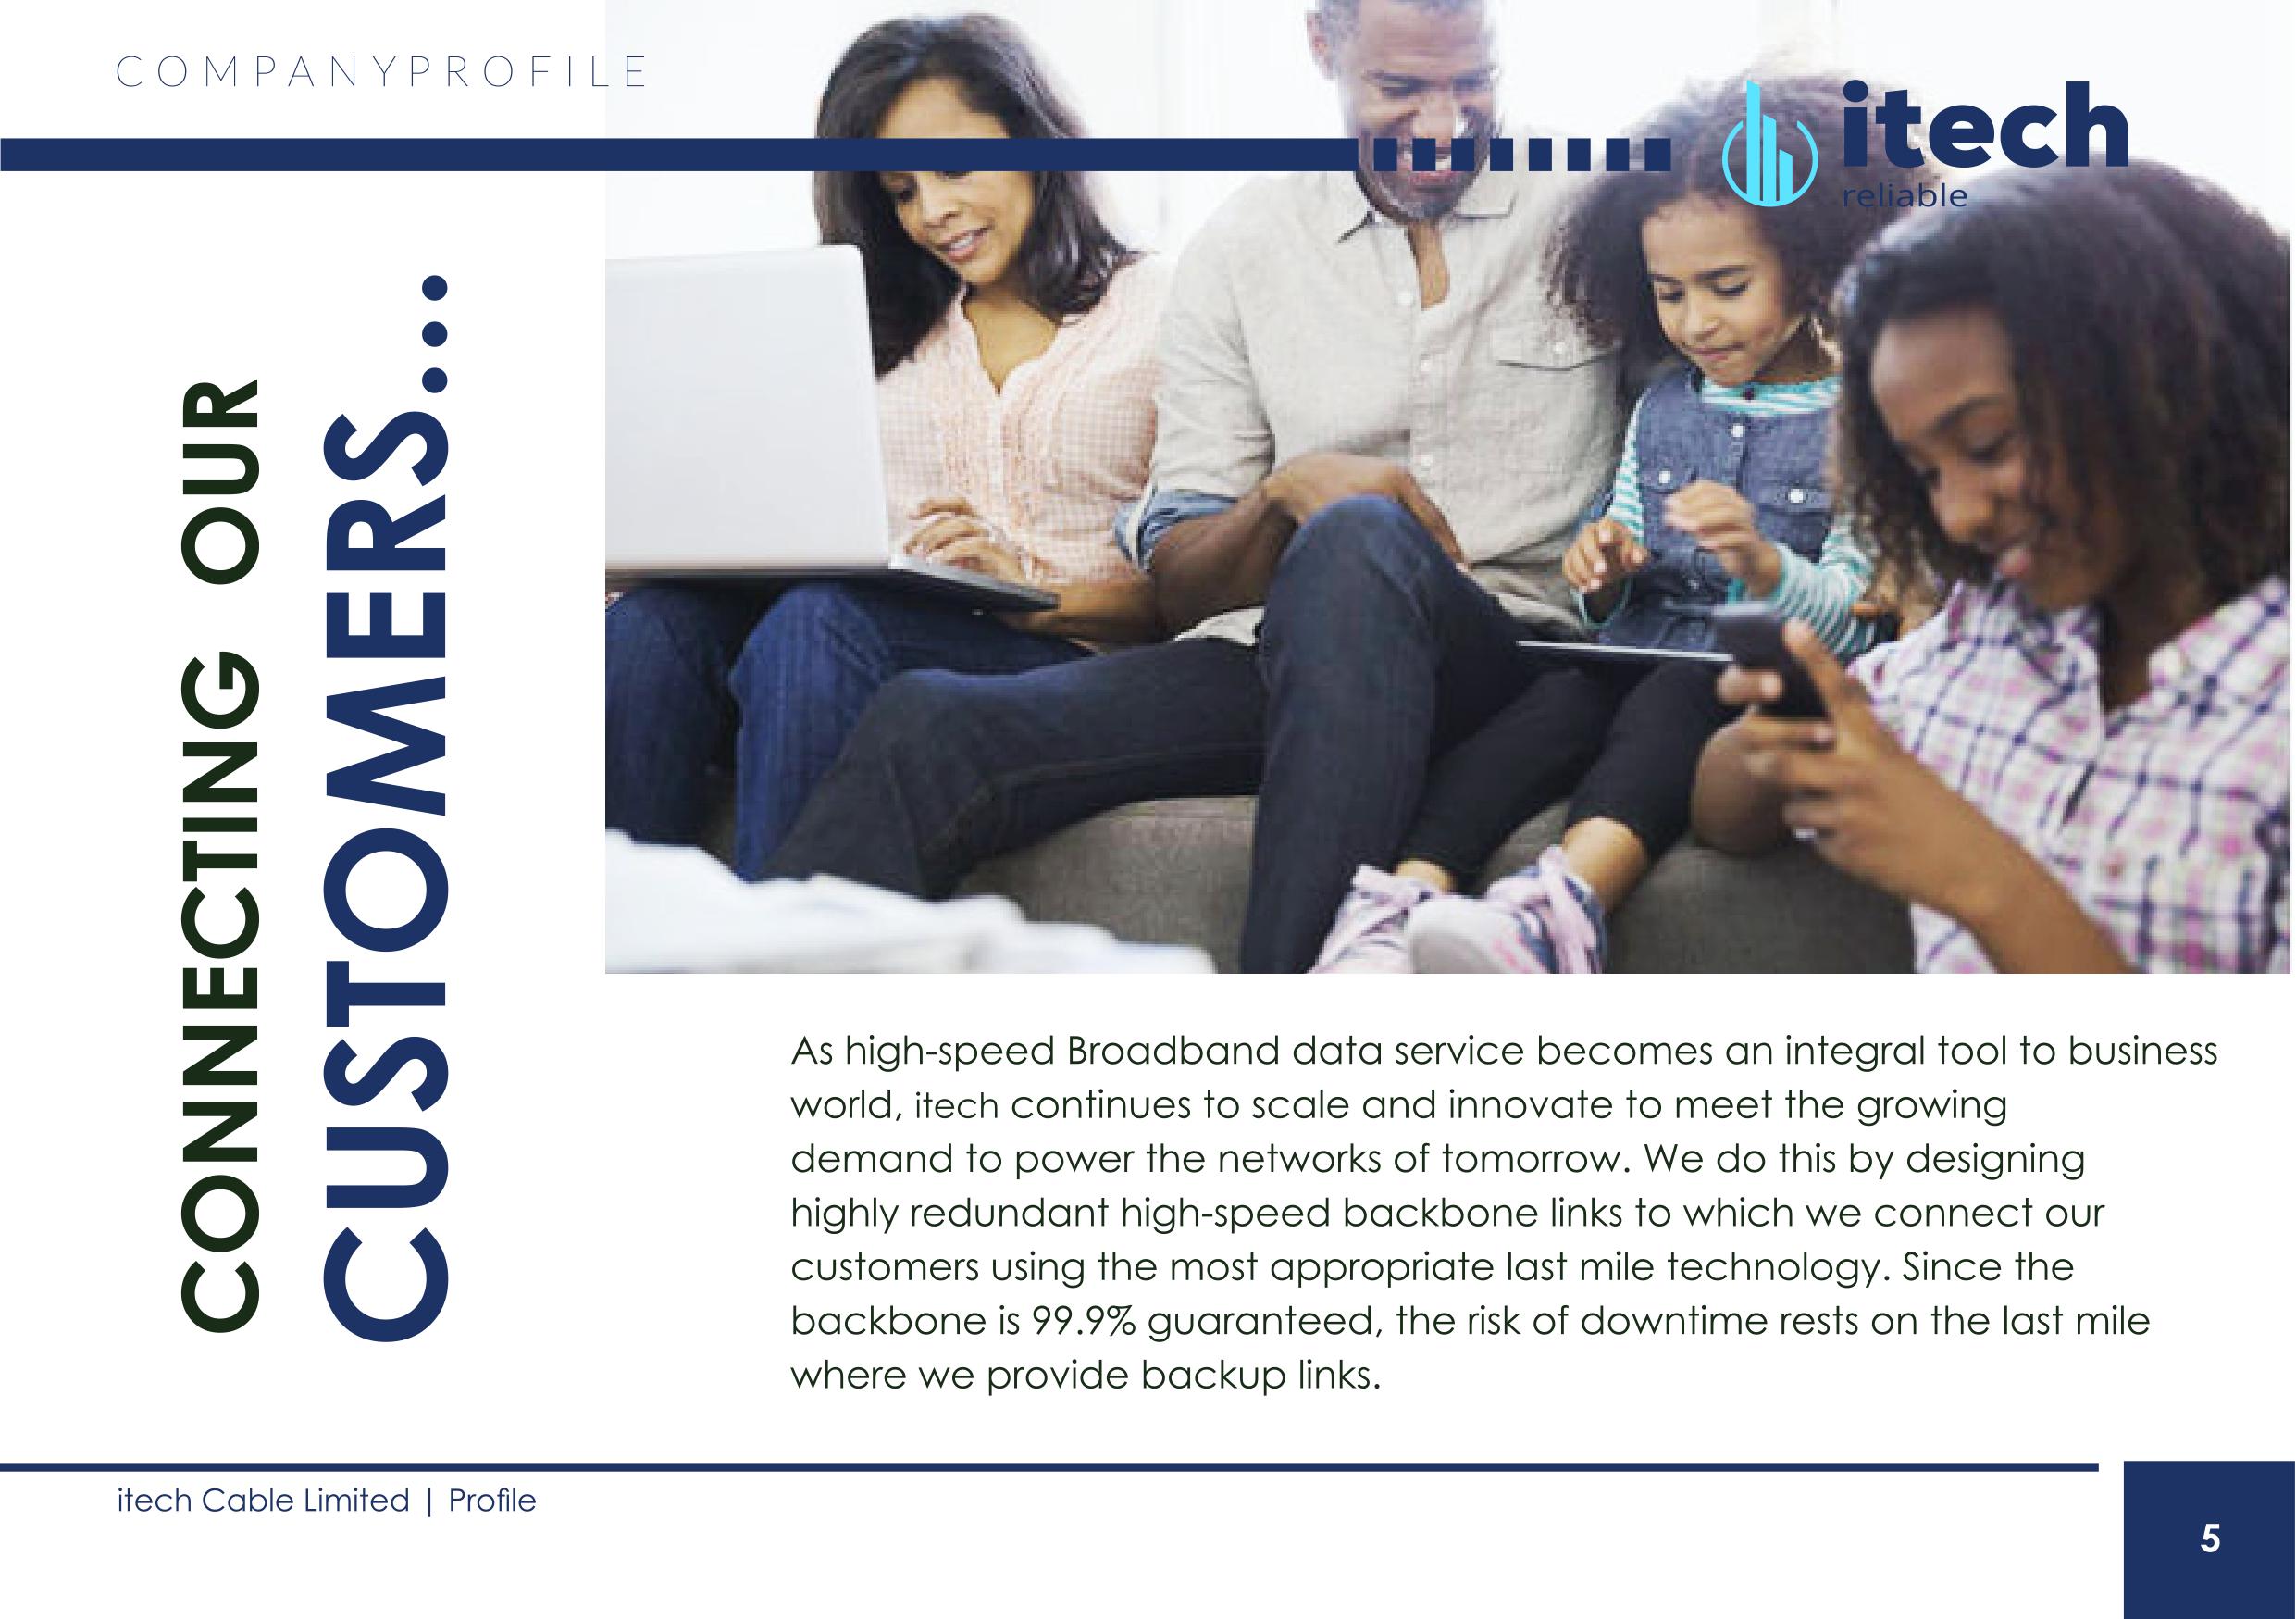 COMPANYPROFILE
itech
reliable
CONNECTING OUR
CUSTOMERS...
As high-speed Broadband data service becomes an integral tool to business
world, itech continues to scale and innovate to meet the growing
demand to power the networks of tomorrow. We do this by designing
highly redundant high-speed backbone links to which we connect our
customers using the most appropriate last mile technology. Since the
backbone is 99.9% guaranteed, the risk of downtime rests on the last mile
where we provide backup links.
itech Cable Limited | Profile
5